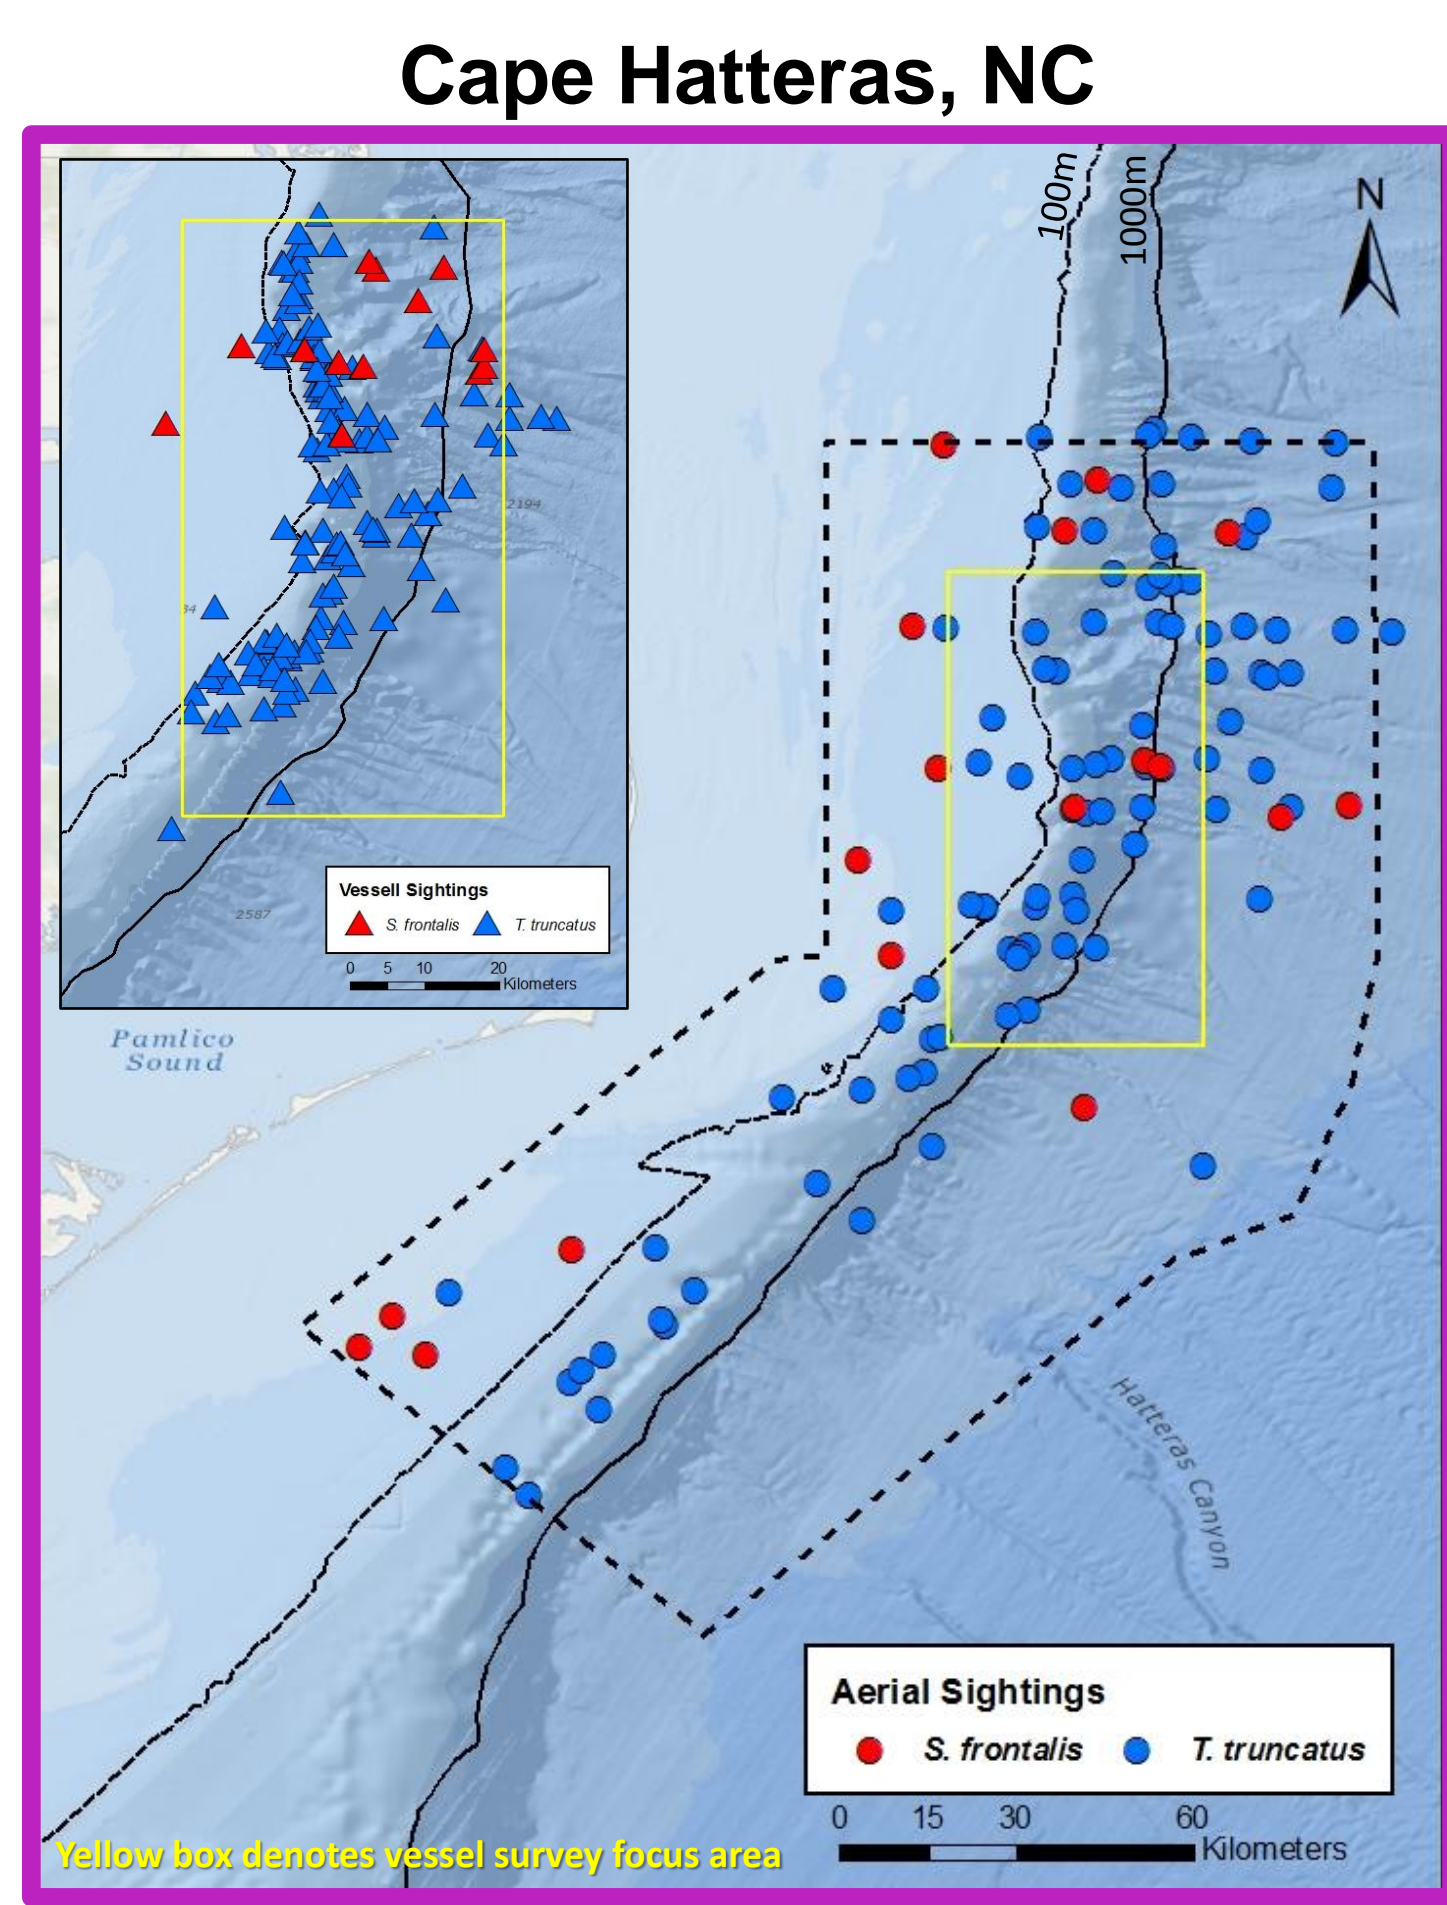 Cape Hatteras, NC
100m
1000m
N
2194
34
2587
Vessell Sightings
S. frontalis
T. truncatus
0 5 10 20
Kilometers
Pamlico
Sound
Hatteras Canyon
Aerial Sightings
S. frontalis
T. truncatus
0 15 30 60
Kilometers
Yellow box denotes vessel survey focus area